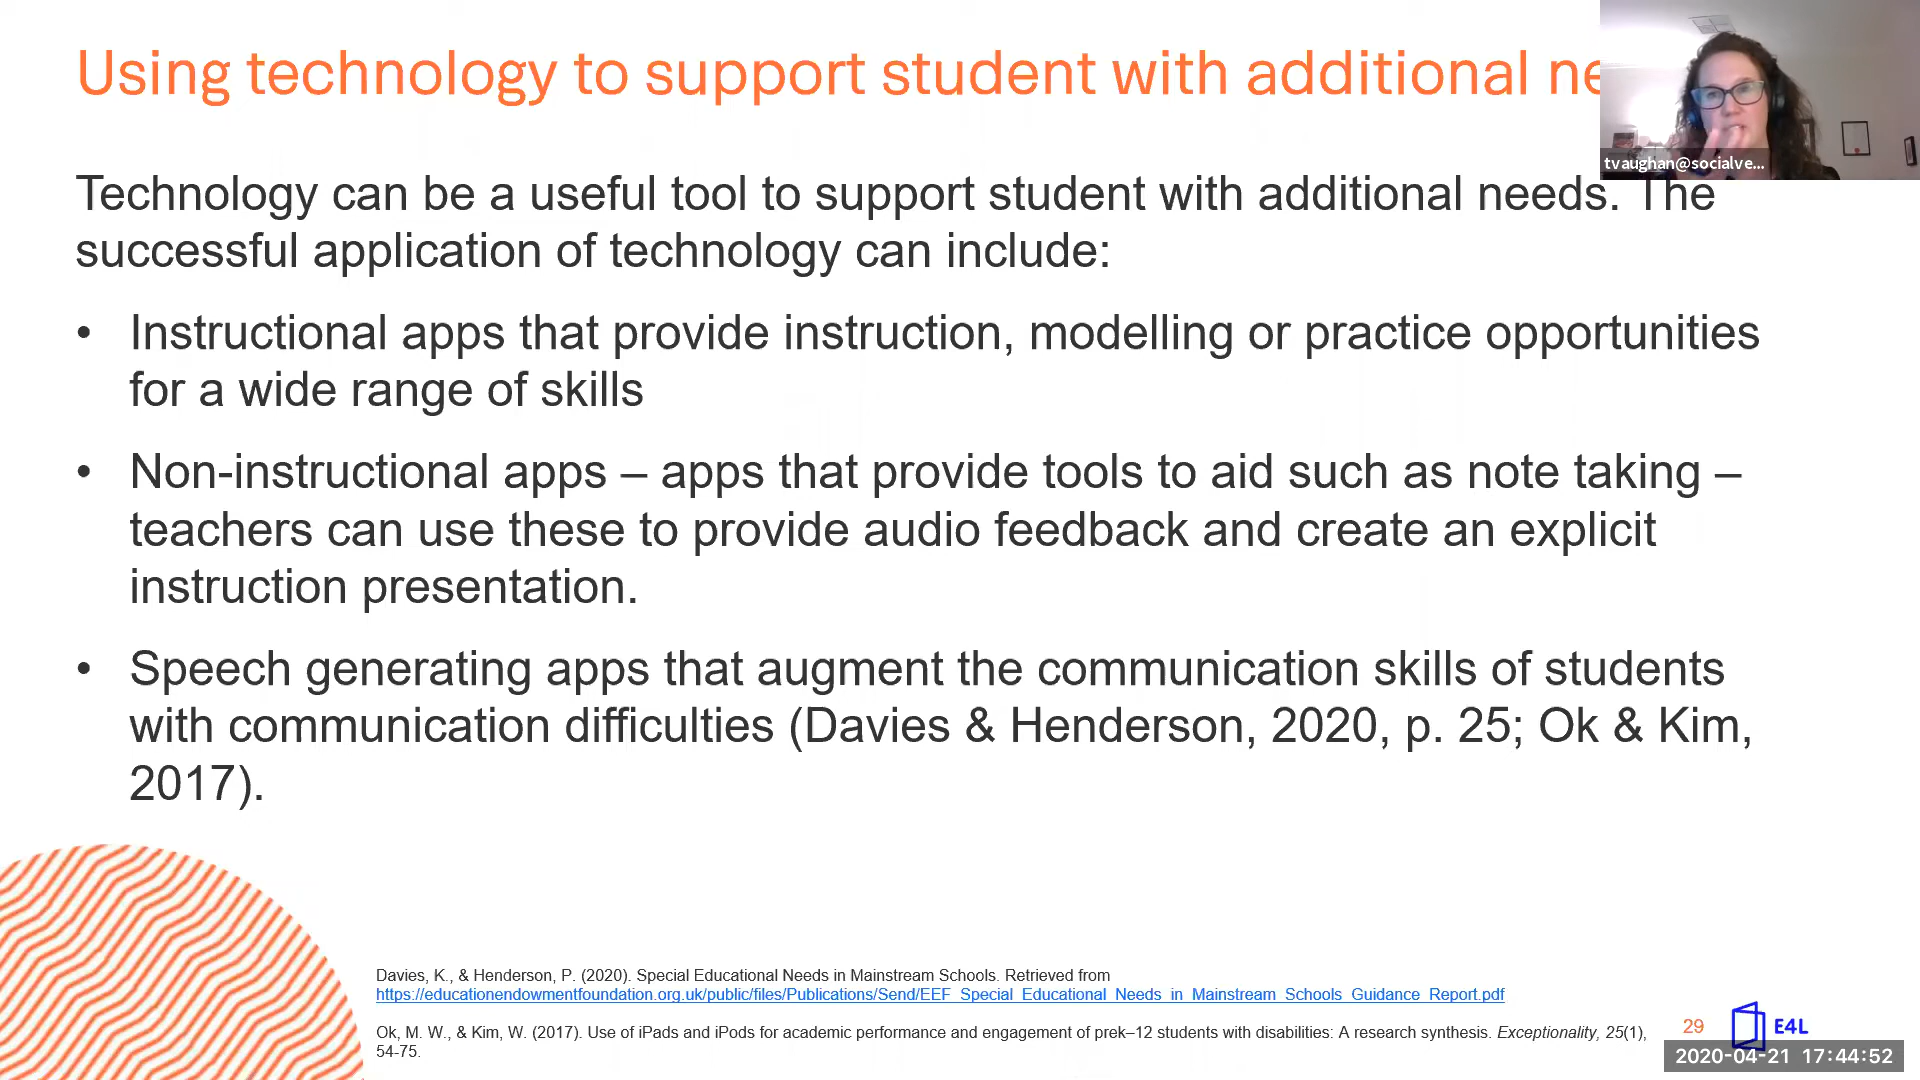 Using technology to support student with additional ne
tvaughan@socialve...
Technology can be a useful tool to support student with additional needs. The
successful application of technology can include:
• Instructional apps that provide instruction, modelling or practice opportunities
for a wide range of skills
• Non-instructional apps – apps that provide tools to aid such as note taking –
teachers can use these to provide audio feedback and create an explicit
instruction presentation.
• Speech generating apps that augment the communication skills of students
with communication difficulties (Davies & Henderson, 2020, p. 25; Ok & Kim,
2017).
Davies, K., & Henderson, P. (2020). Special Educational Needs in Mainstream Schools. Retrieved from
https://educationendowmentfoundation.org.uk/public/files/Publications/Send/EEF_Special_Educational_Needs_in_Mainstream_Schools_Guidance_Report.pdf
Ok, M. W., & Kim, W. (2017). Use of iPads and iPods for academic performance and engagement of prek–12 students with disabilities: A research synthesis. Exceptionality, 25(1),
54-75.
29
E4L
2020-04-21 17:44:52